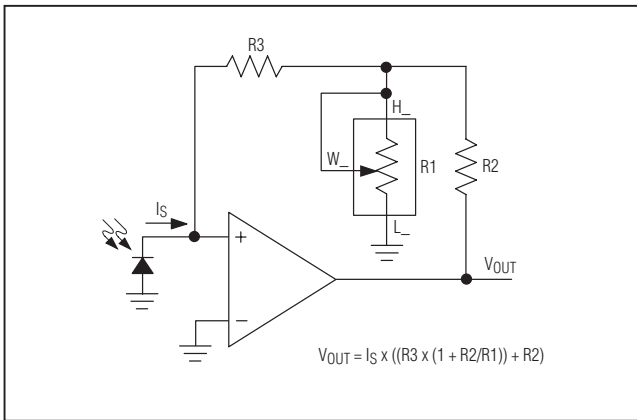 R3
H_
W_
R1
R2
L_
IS
+
−
VOUT
VOUT = IS x ((R3 x (1 + R2/R1)) + R2)